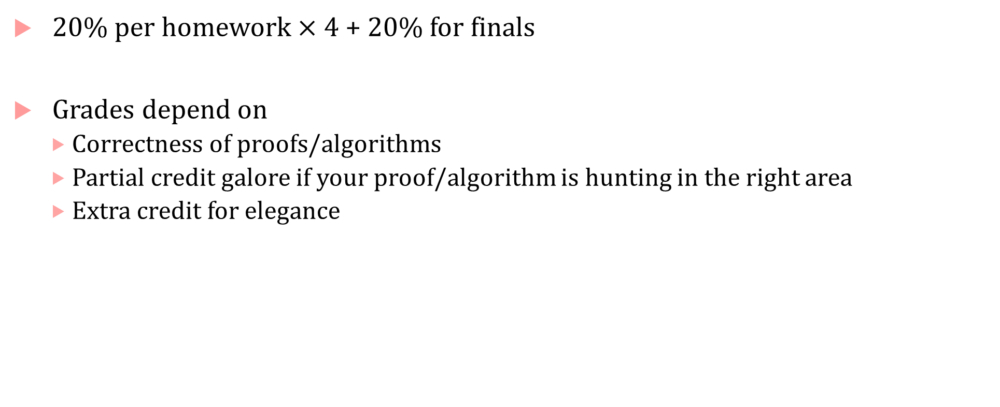 20% per homework × 4 + 20% for finals
Grades depend on
Correctness of proofs/algorithms
Partial credit galore if your proof/algorithm is hunting in the right area
Extra credit for elegance